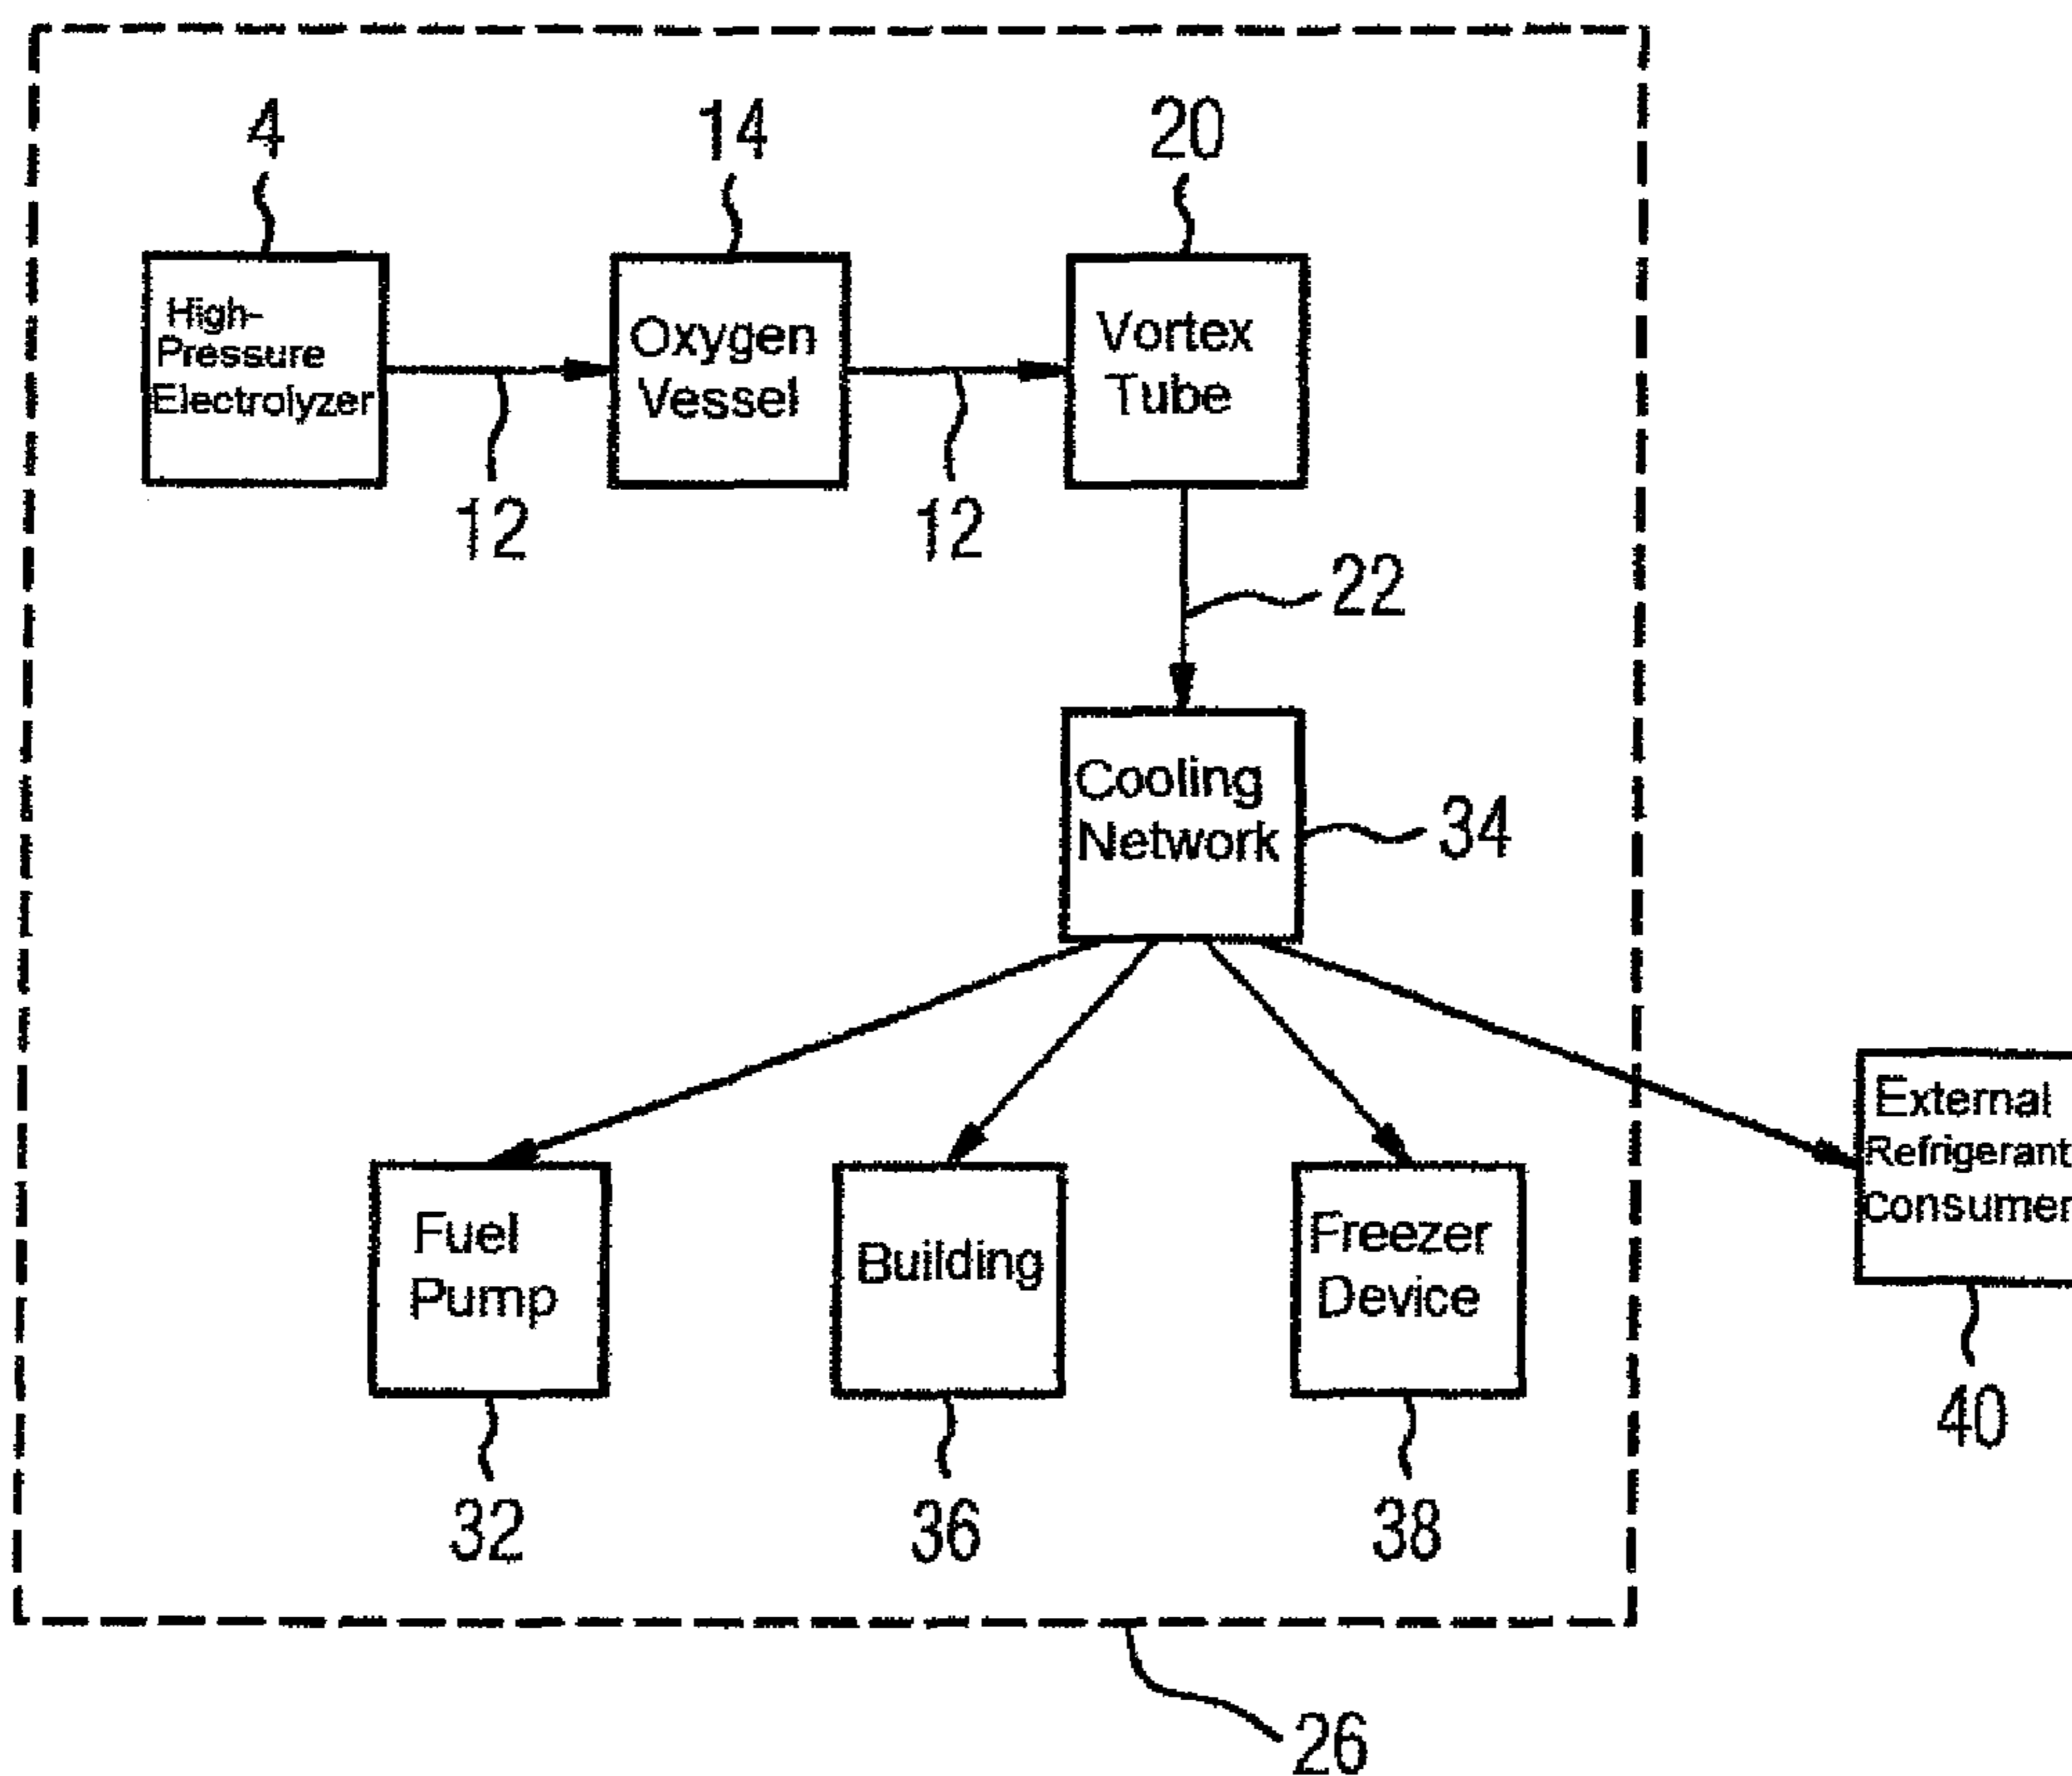 4
14
20
High-
Pressure
Electrolyzer
Oxygen
Vessel
Vortex
Tube
12
12
22
Cooling
Network
34
External
Refrigerant
consumer
Fuel
Pump
Building
Freezer
Device
40
32
36
38
26